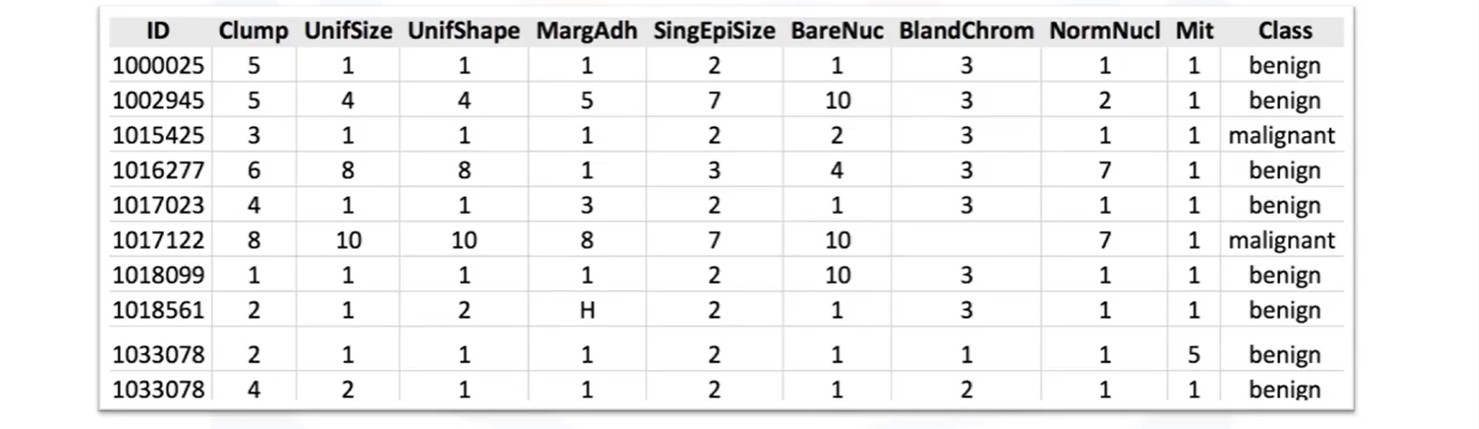 ID Clump UnifSize UnifShape MargAdh SingEpiSize BareNuc BlandChrom NormNucl Mit Class
1000025 5 1 1 1 2 1 3 1 1 benign
1002945 5 4 4 5 7 10 3 2 1 benign
1015425 3 1 1 1 2 2 3 1 1 malignant
1016277 6 8 8 1 3 4 3 7 1 benign
1017023 4 1 1 3 2 1 3 1 1 benign
1017122 8 10 10 8 7 10 7 1 malignant
1018099 1 1 1 1 2 10 3 1 1 benign
1018561 2 1 2 H 2 1 3 1 1 benign
1033078 2 1 1 1 2 1 1 1 5 benign
1033078 4 2 1 1 2 1 2 1 1 benign